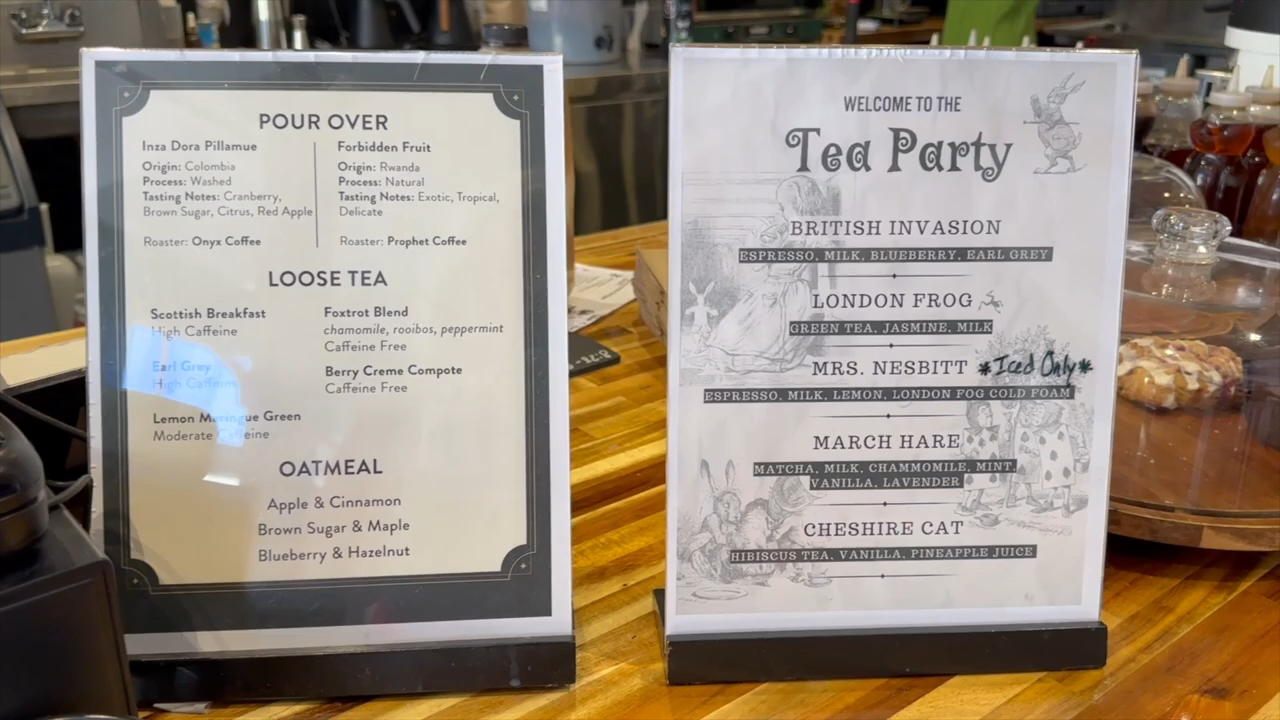 POUR OVER
Inza Dora Pillamue
Origin: Colombia
Process: Washed
Tasting Notes: Cranberry,
Brown Sugar, Citrus, Red Apple
Roaster: Onyx Coffee
Forbidden Fruit
Origin: Rwanda
Process: Natural
Tasting Notes: Exotic, Tropical,
Delicate
Roaster: Prophet Coffee
LOOSE TEA
Scottish Breakfast
High Caffeine
Earl Grey
High Caffeine
Lemon Meringue Green
Moderate Caffeine
Foxtrot Blend
chamomile, rooibos, peppermint
Caffeine Free
Berry Creme Compote
Caffeine Free
OATMEAL
Apple & Cinnamon
Brown Sugar & Maple
Blueberry & Hazelnut
WELCOME TO THE
Tea Party
BRITISH INVASION
ESPRESSO, MILK, BLUEBERRY, EARL GREY
LONDON FROG
GREEN TEA, JASMINE, MILK
MRS. NESBITT *Iced Only*
ESPRESSO, MILK, LEMON, LONDON FOG COLD FOAM
MARCH HARE
MATCHA, MILK, CHAMMOMILE, MINT,
VANILLA, LAVENDER
CHESHIRE CAT
HIBISCUS TEA, VANILLA, PINEAPPLE JUICE